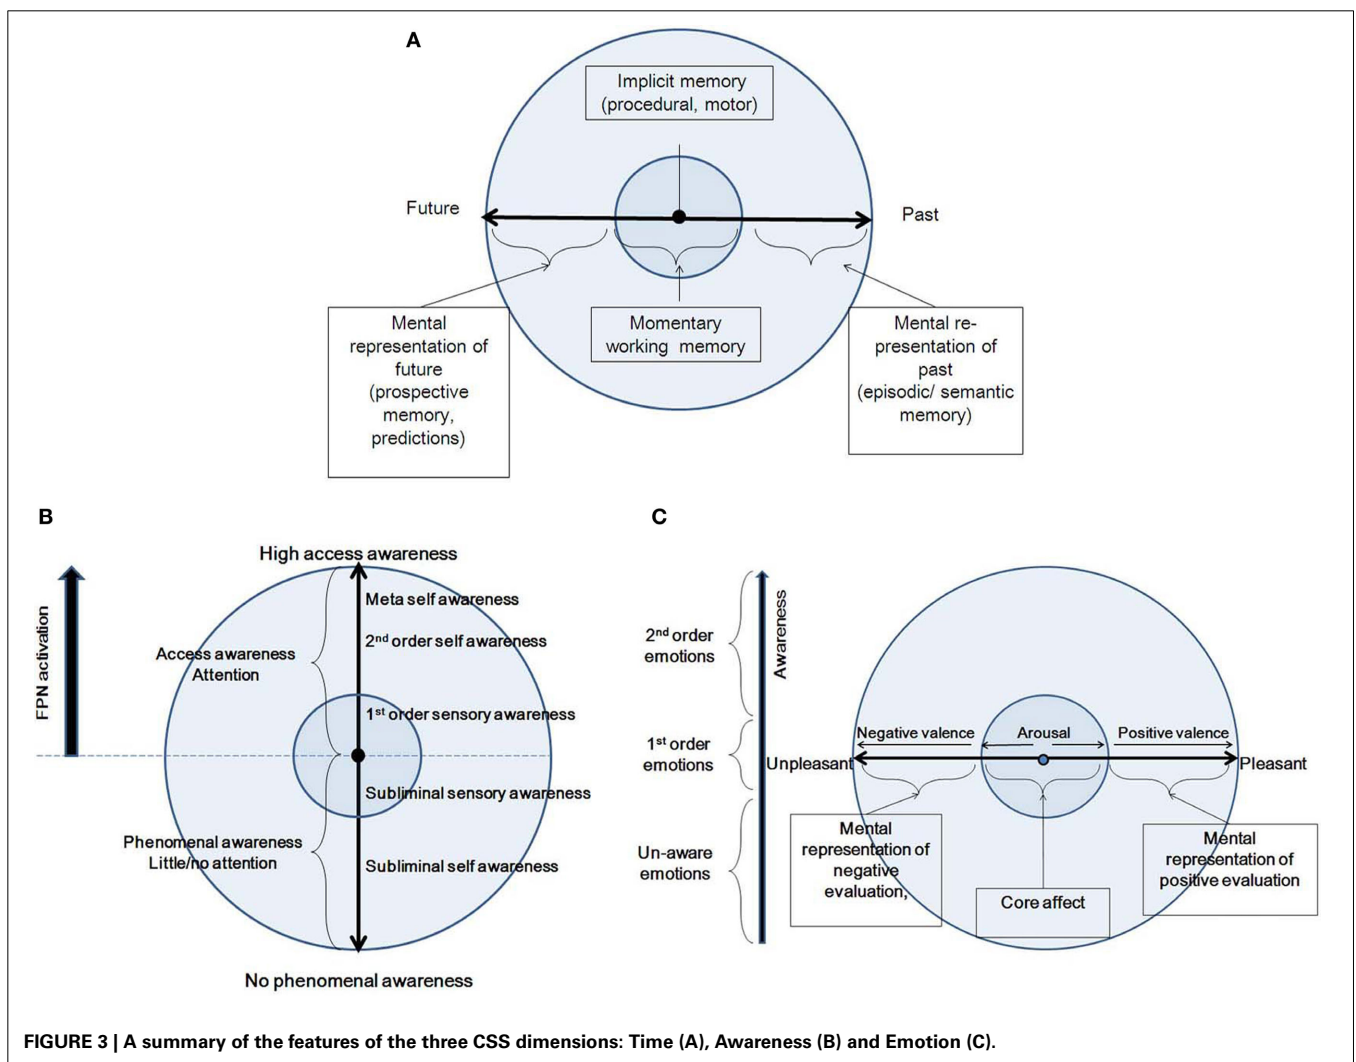 A
Implicit memory
(procedural, motor)
Future
Past
Mental
representation of
future
(prospective
memory,
predictions)
Momentary
working memory
Mental re-
presentation of
past
(episodic/ semantic
memory)
B
High access awareness
FPN activation
Meta self awareness
2nd order self awareness
Access awareness
Attention
1st order sensory awareness
Subliminal sensory awareness
Phenomenal awareness
Little/no attention
Subliminal self awareness
No phenomenal awareness
C
Awareness
2nd order
emotions
1st order
emotions
Un-aware
emotions
Negative valence
Arousal
Positive valence
Unpleasant
Pleasant
Mental
representation of
negative
evaluation,
Core affect
Mental
representation of
positive evaluation
FIGURE 3 | A summary of the features of the three CSS dimensions: Time (A), Awareness (B) and Emotion (C).